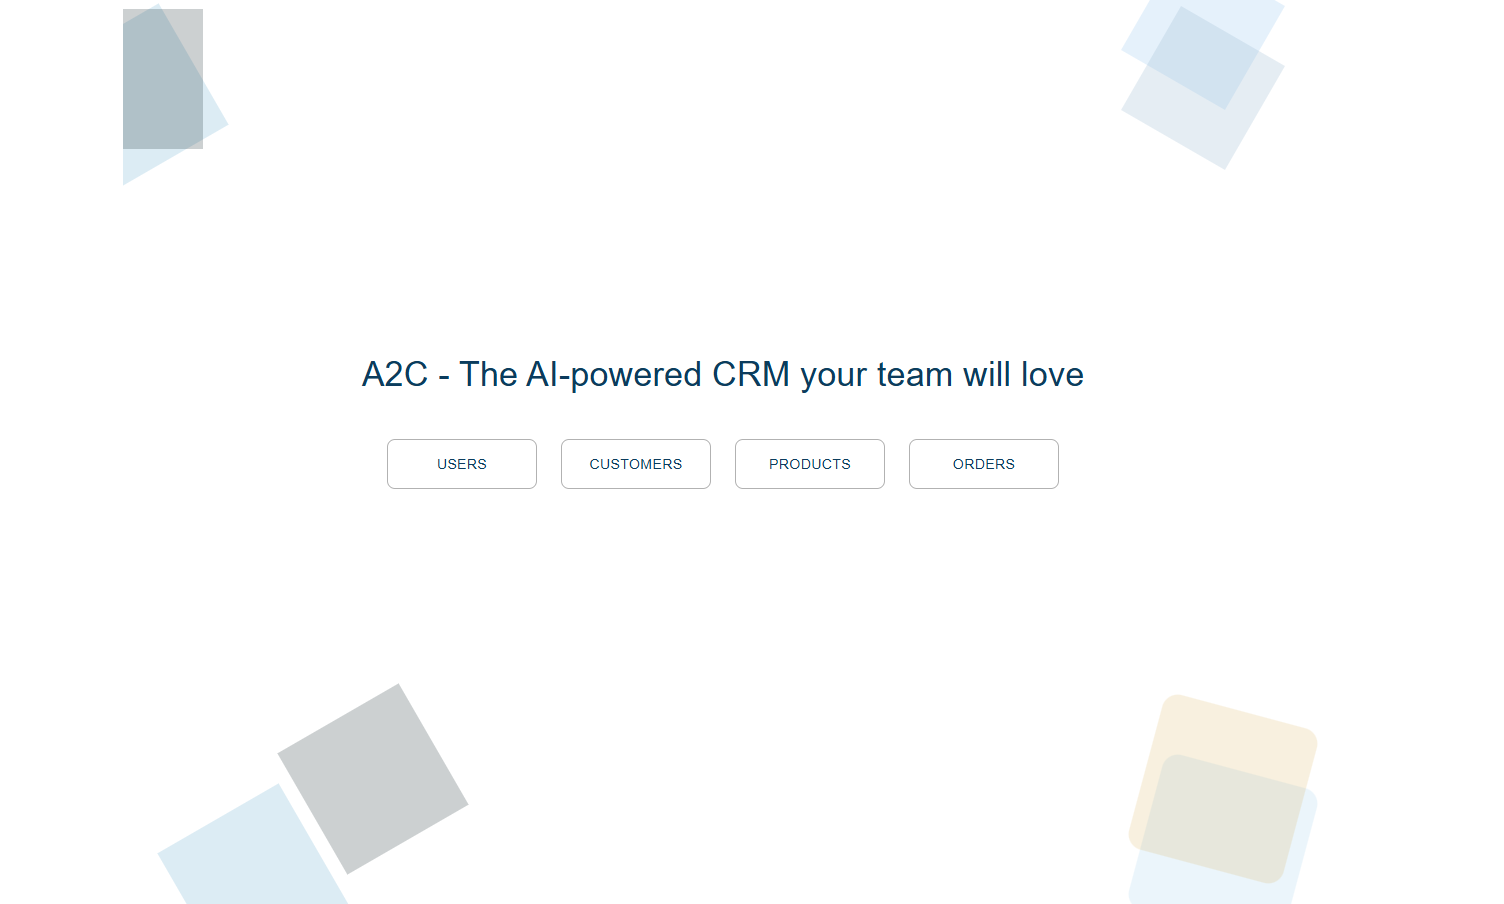 A2C - The AI-powered CRM your team will love
USERS
CUSTOMERS
PRODUCTS
ORDERS